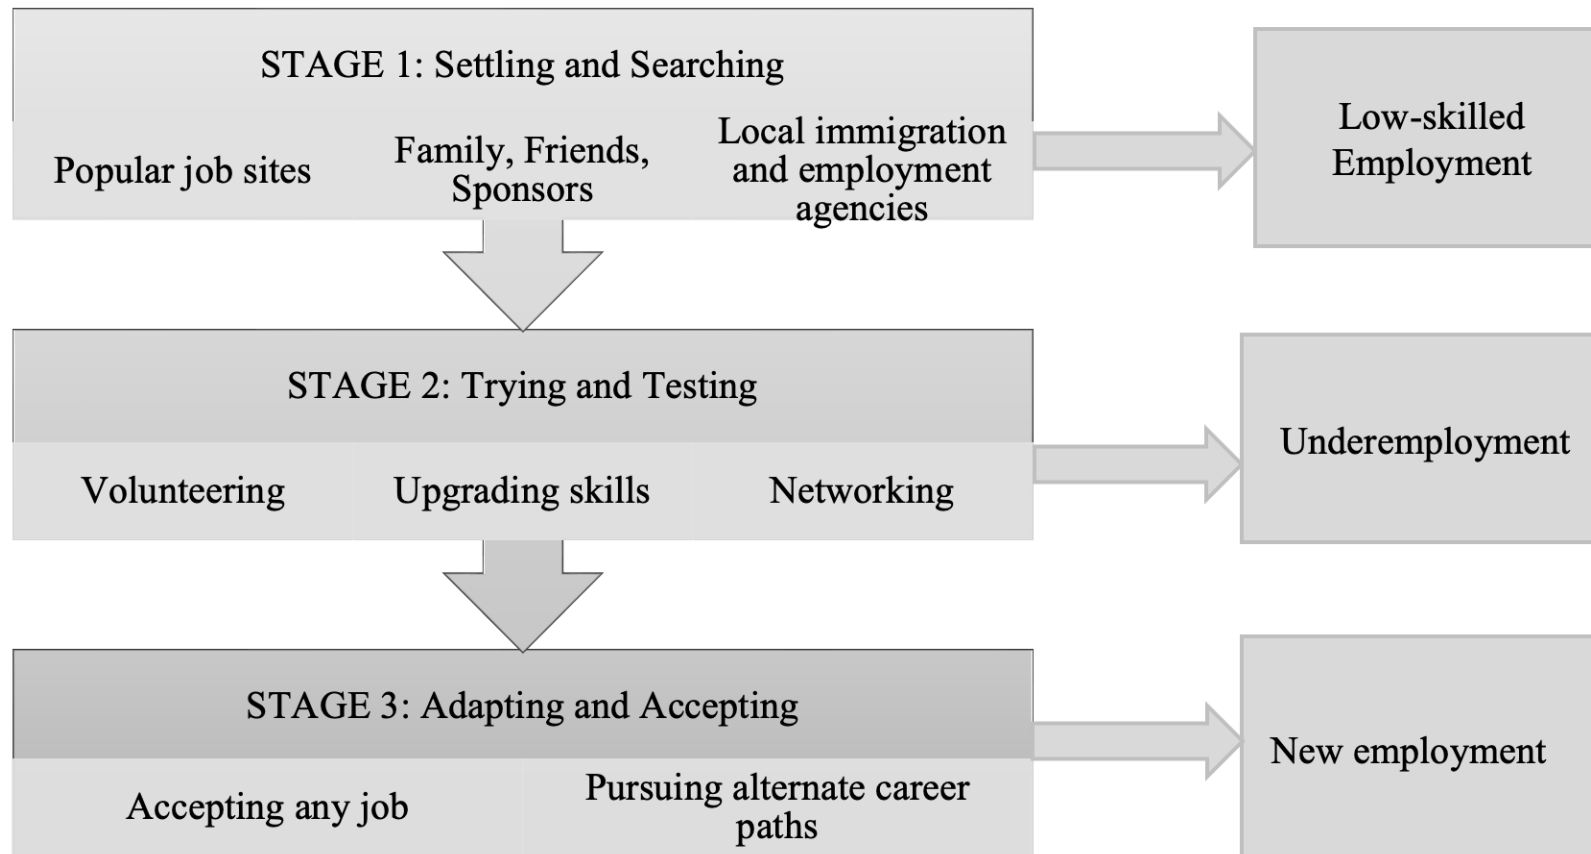 STAGE 1: Settling and Searching
Popular job sites
Family, Friends,
Sponsors
Local immigration
and employment
agencies
Low-skilled
Employment
STAGE 2: Trying and Testing
Volunteering
Upgrading skills
Networking
Underemployment
STAGE 3: Adapting and Accepting
Accepting any job
Pursuing alternate career
paths
New employment